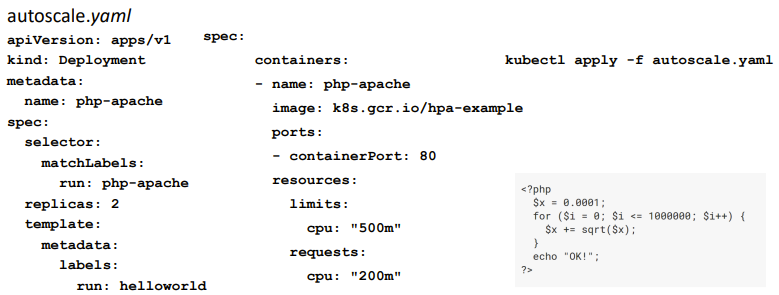 autoscale.yaml
apiVersion: apps/v1
kind: Deployment
metadata:
  name: php-apache
spec:
  selector:
    matchLabels:
      run: php-apache
  replicas: 2
  template:
    metadata:
      labels:
        run: helloworld
spec:
      containers:
      - name: php-apache
        image: k8s.gcr.io/hpa-example
        ports:
        - containerPort: 80
        resources:
          limits:
            cpu: "500m"
          requests:
            cpu: "200m"
kubectl apply -f autoscale.yaml
<?php
  $x = 0.0001;
  for ($i = 0; $i <= 1000000; $i++) {
    $x += sqrt($x);
  }
  echo "OK!";
?>